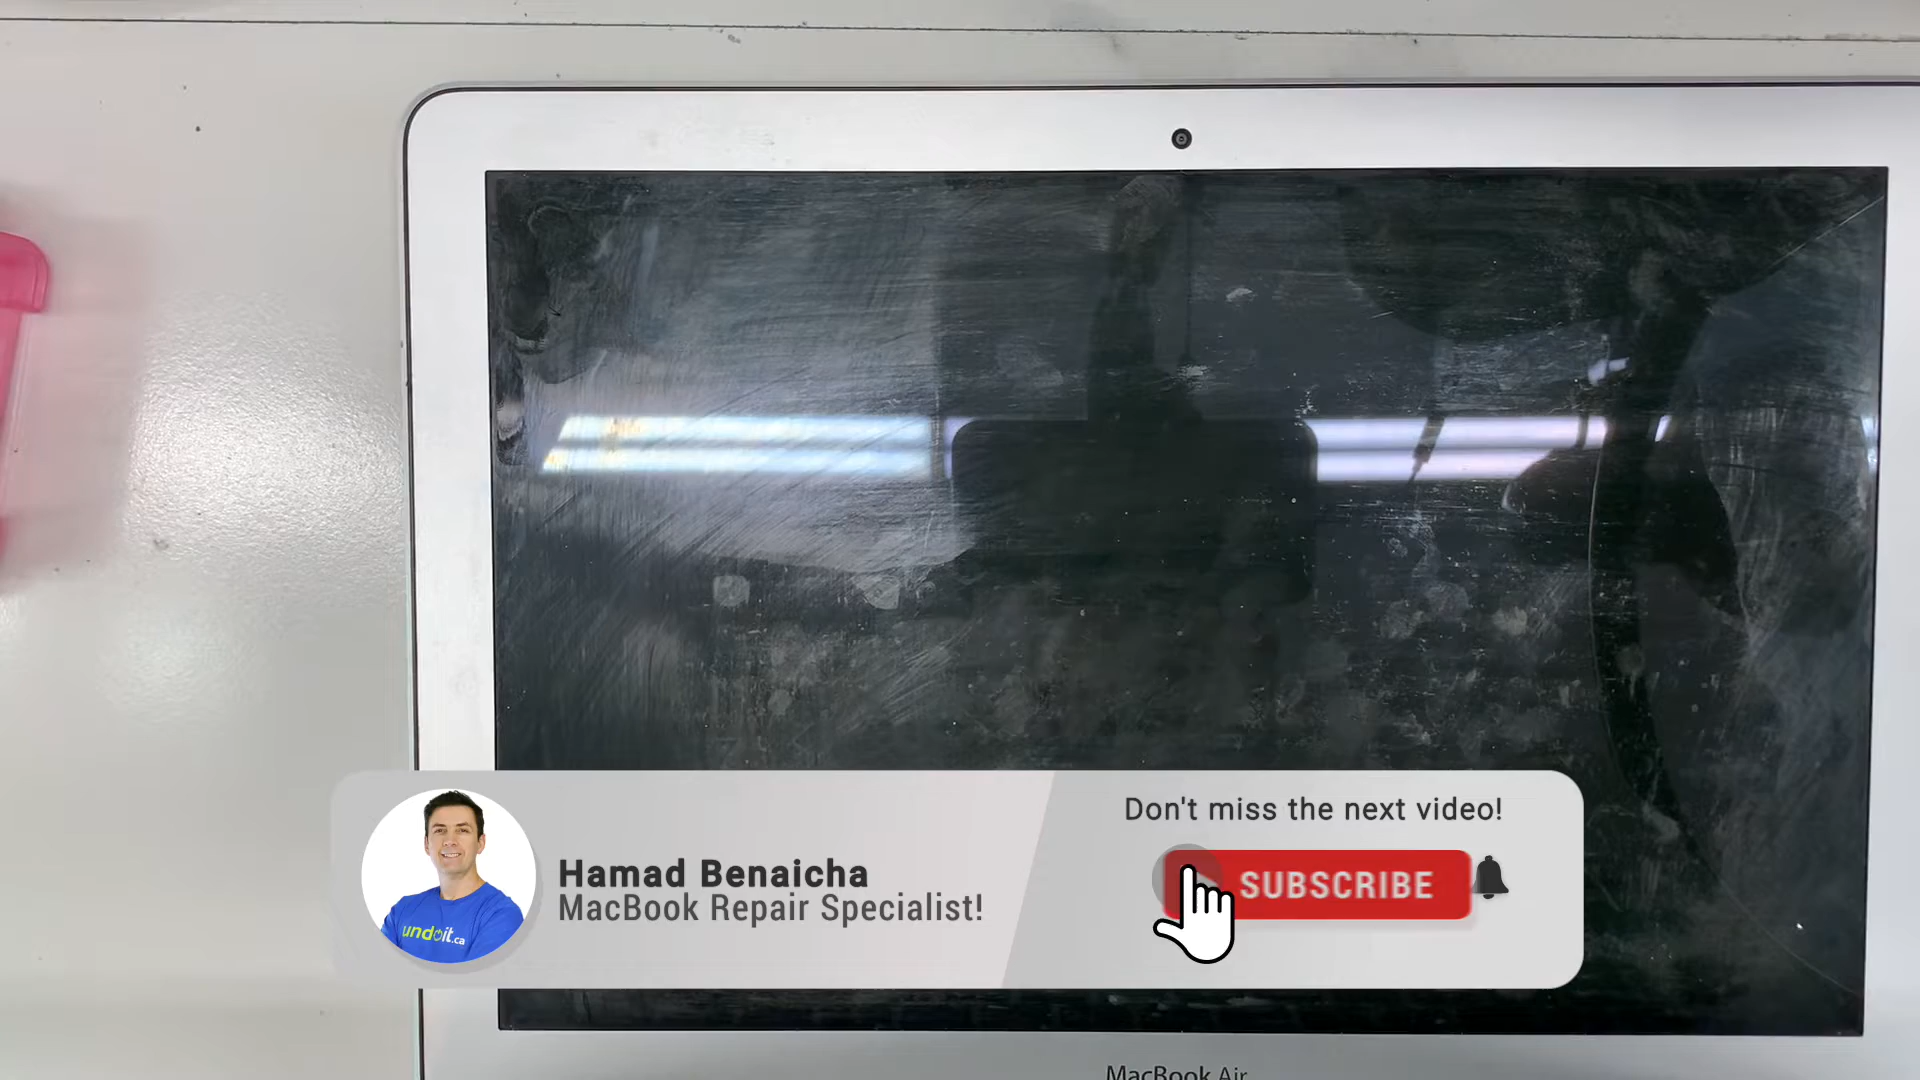 Don't miss the next video!
Hamad Benaicha
MacBook Repair Specialist!
SUBSCRIBE
undoit.ca
MacBook Air